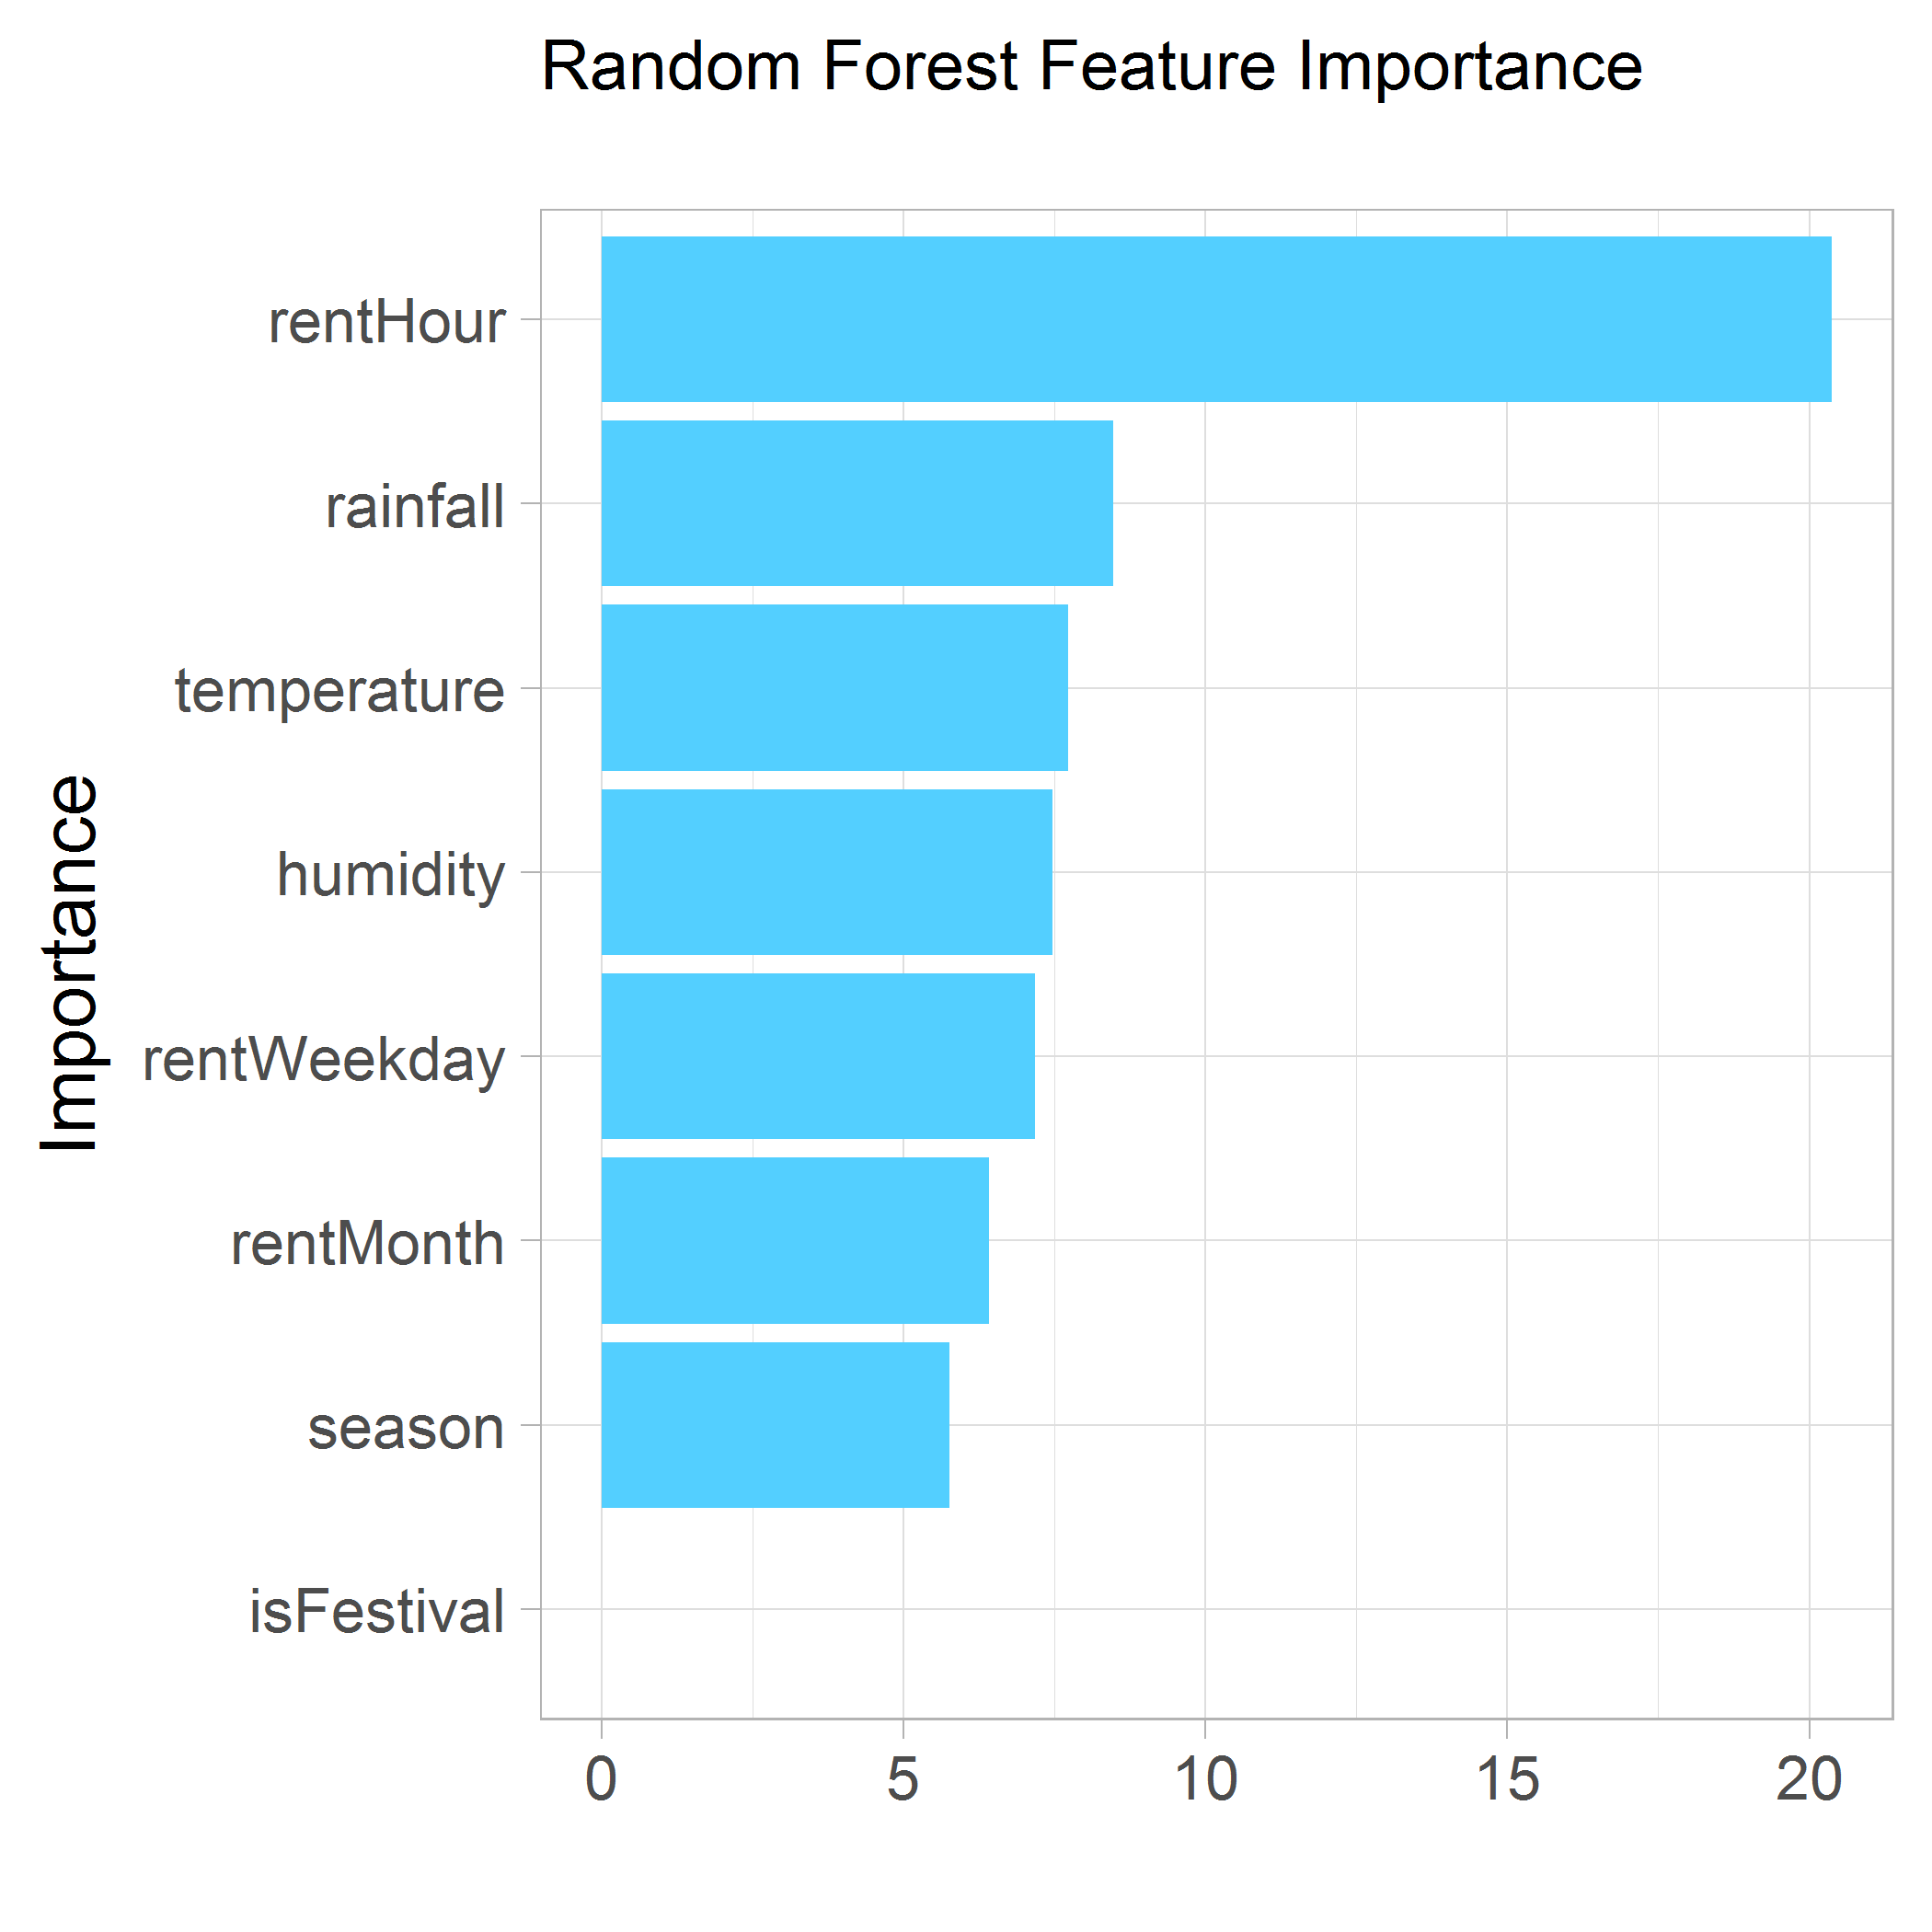 Random Forest Feature Importance
Importance
rentHour
rainfall
temperature
humidity
rentWeekday
rentMonth
season
isFestival
0 5 10 15 20